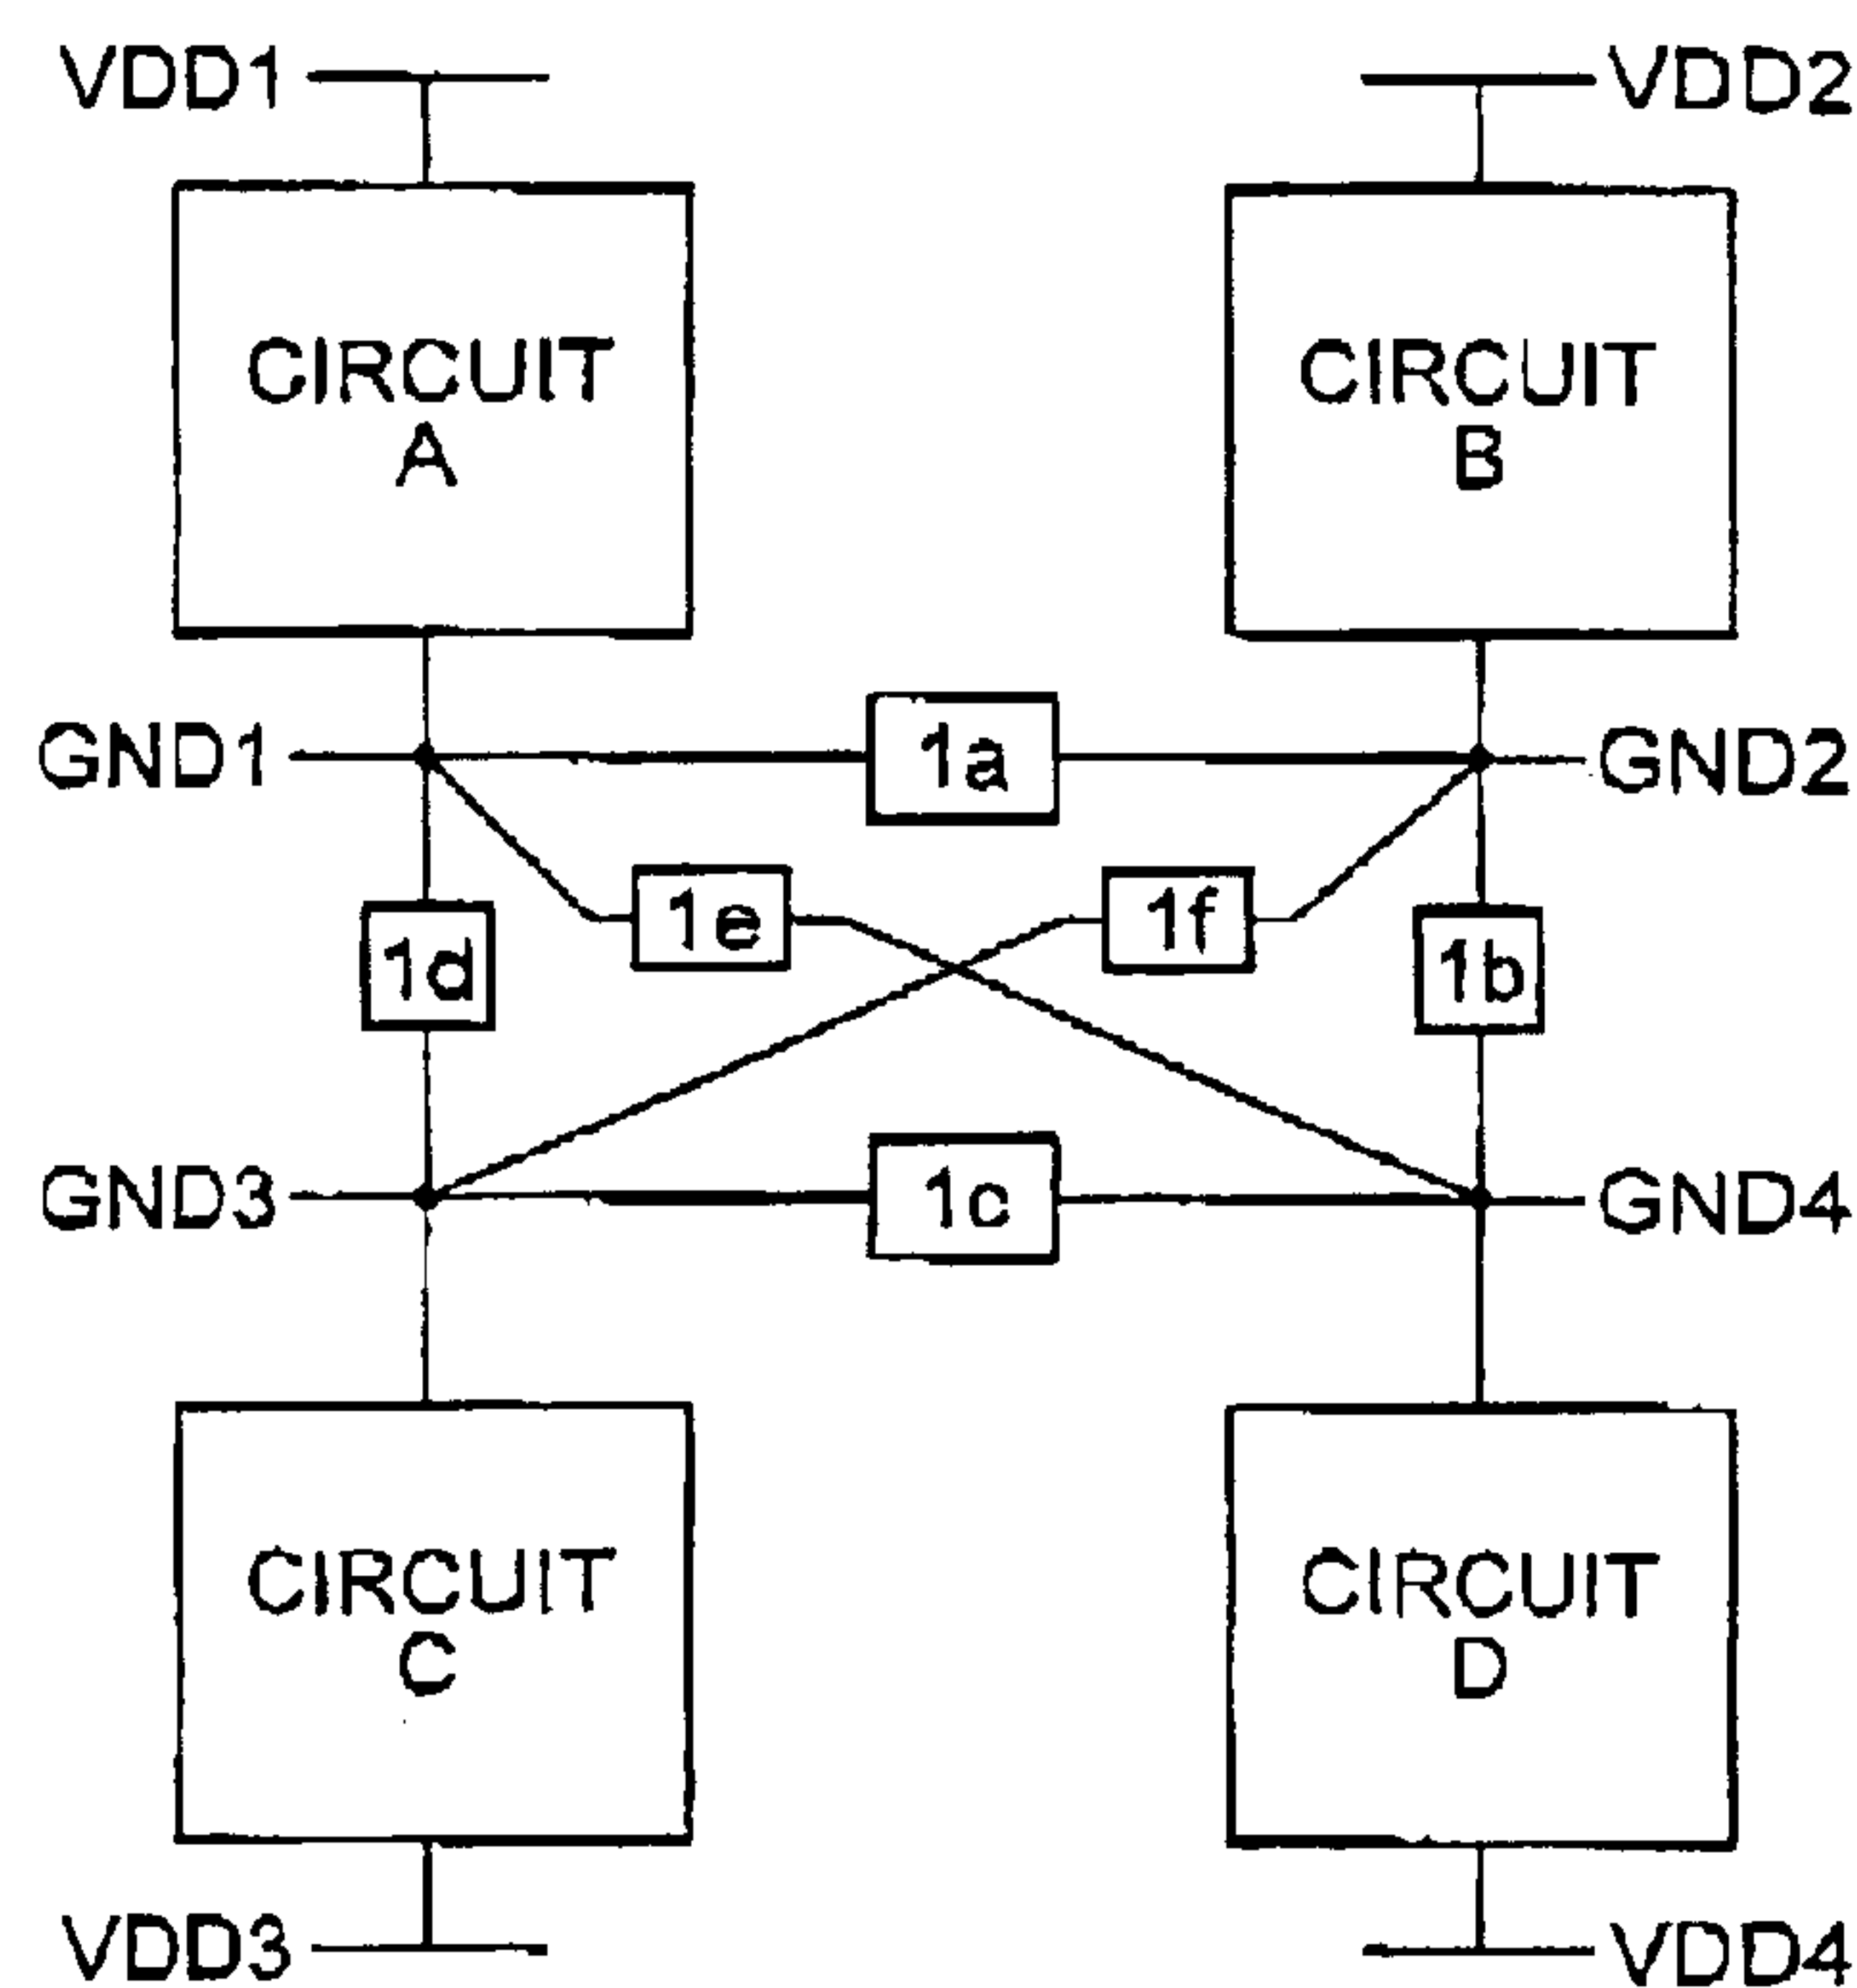 VDD1
VDD2
CIRCUIT
A
CIRCUIT
B
GND1
1a
GND2
1e
1f
1d
1b
GND3
1c
GND4
CIRCUIT
C
CIRCUIT
D
VDD3
VDD4